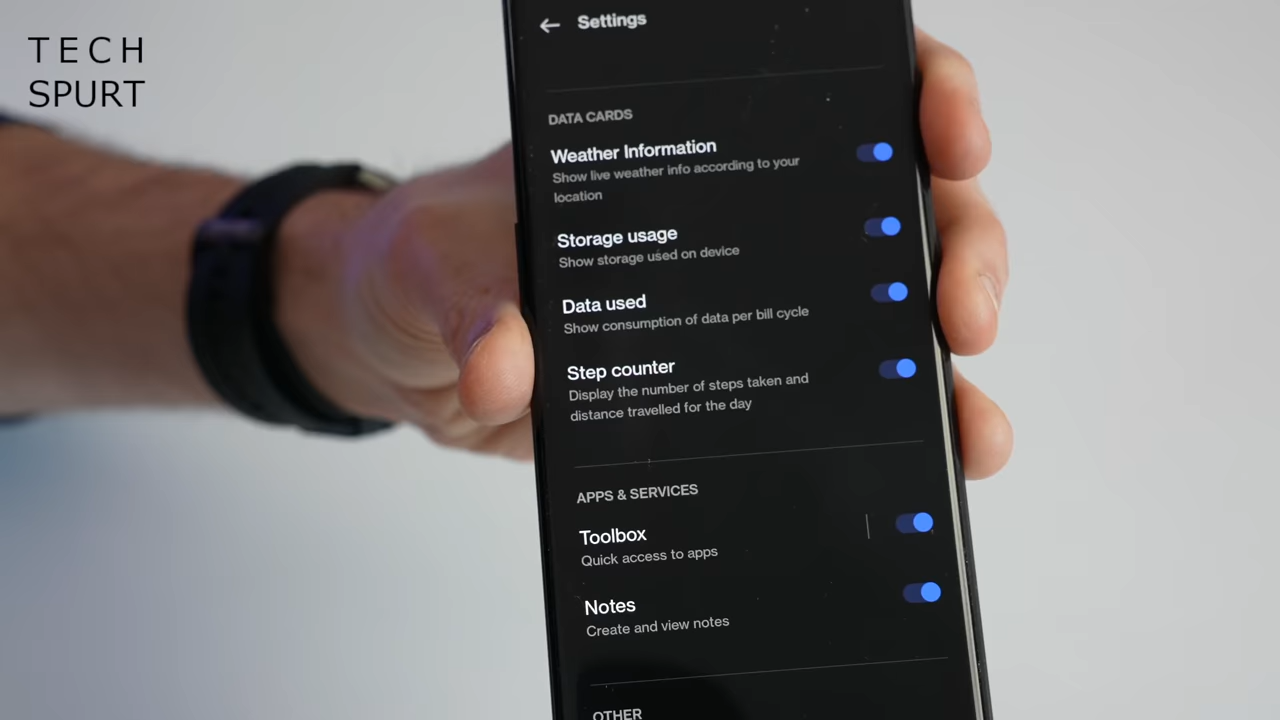 TECH
SPURT
Settings
DATA CARDS
Weather Information
Show live weather info according to your
location
Storage usage
Show storage used on device
Data used
Show consumption of data per bill cycle
Step counter
Display the number of steps taken and
distance travelled for the day
APPS & SERVICES
Toolbox
Quick access to apps
Notes
Create and view notes
OTHER